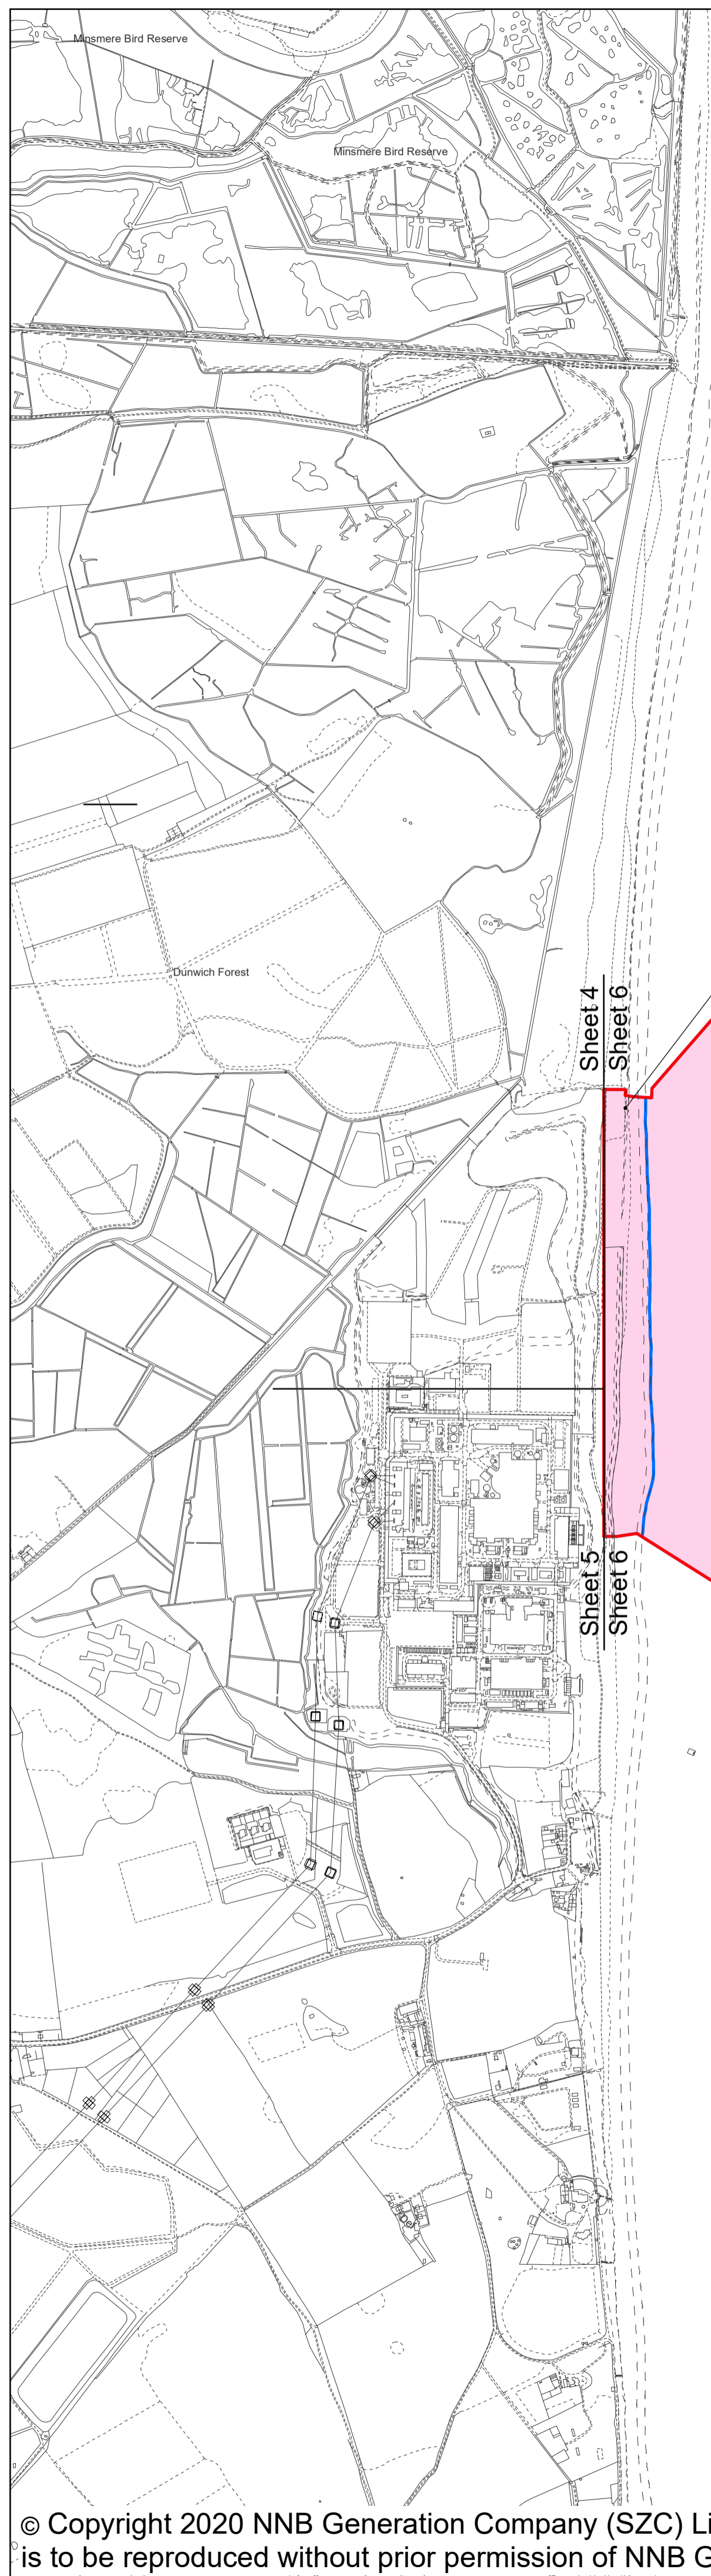 Minsmere Bird Reserve
Minsmere Bird Reserve
Dunwich Forest
Sheet 4
Sheet 6
Sheet 5
Sheet 6
© Copyright 2020 NNB Generation Company (SZC) Li
is to be reproduced without prior permission of NNB G